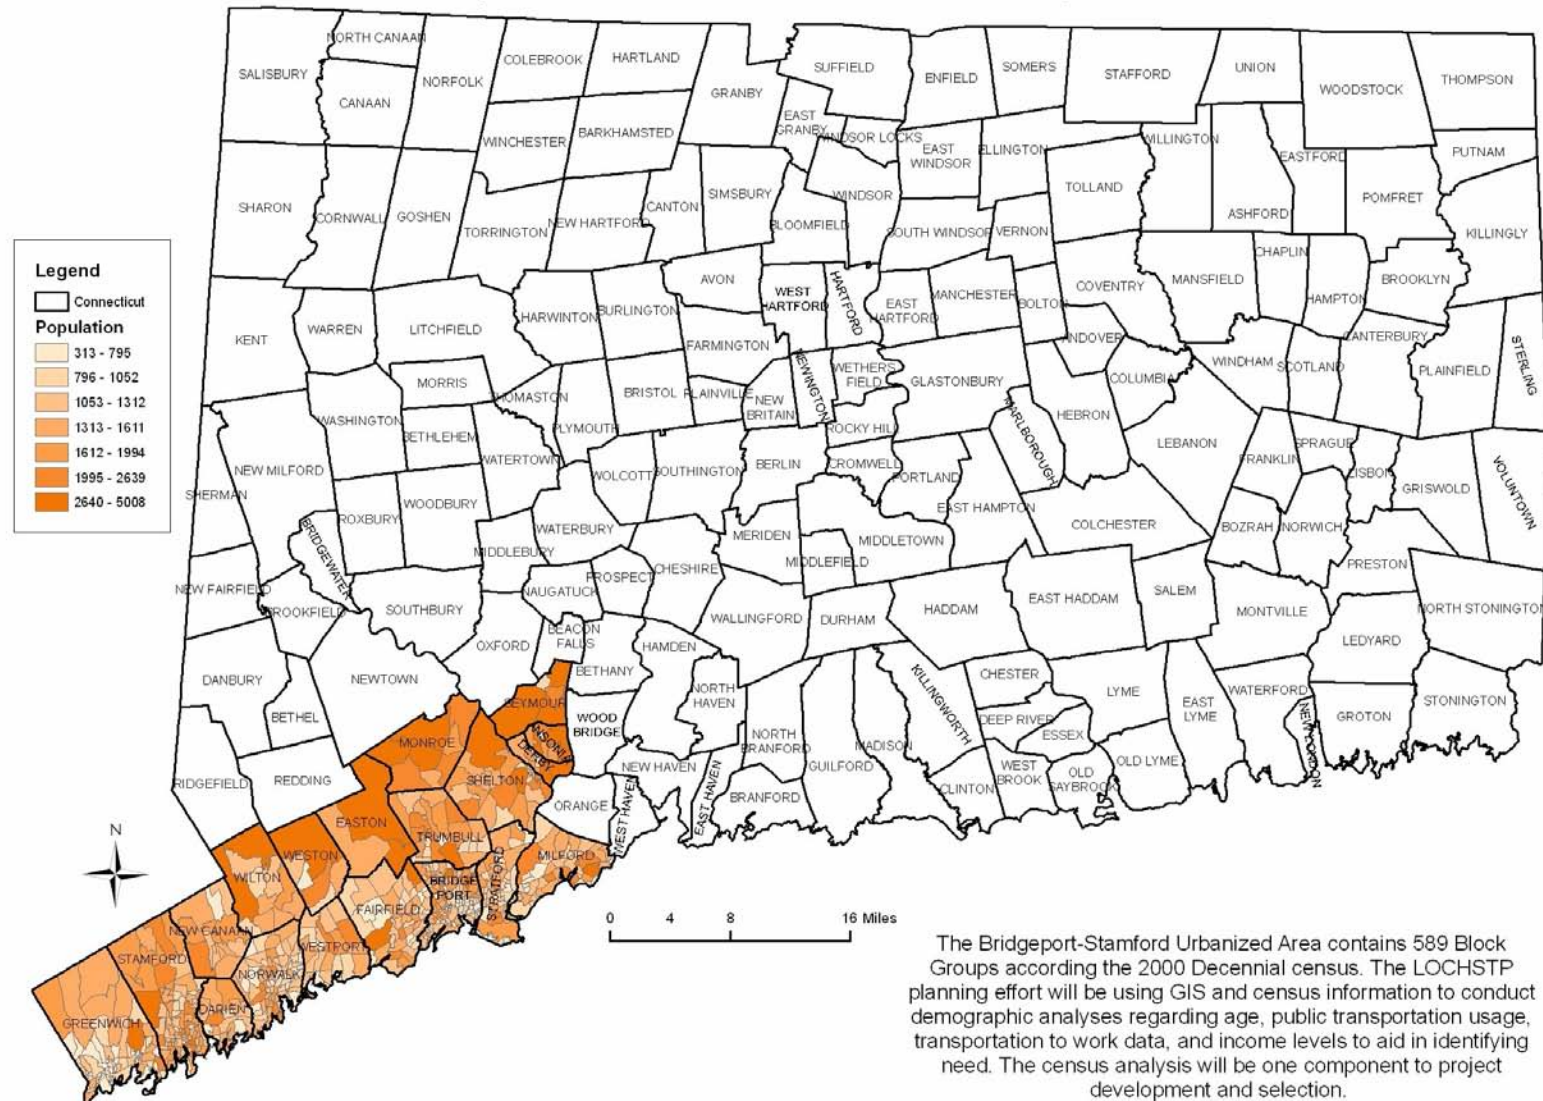 NORTH CANAAN
COLEBROOK
HARTLAND
SALISBURY
NORFOLK
CANAAN
GRANBY
SUFFIELD
ENFIELD
SOMERS
STAFFORD
UNION
WOODSTOCK
THOMPSON
WINCHESTER
BARKHAMSTED
EAST
GRANBY
WINDSOR LOCKS
EAST
WINDSOR
ELLINGTON
WILLINGTON
EASTFORD
PUTNAM
SHARON
CORNWALL
GOSHEN
TORRINGTON
NEW HARTFORD
CANTON
SIMSBURY
BLOOMFIELD
WINDSOR
SOUTH WINDSOR
VERNON
TOLLAND
ASHFORD
POMFRET
KILLINGLY
Legend
Connecticut
Population
313 - 795
796 - 1052
1053 - 1312
1313 - 1611
1612 - 1994
1995 - 2639
2640 - 5008
KENT
WARREN
LITCHFIELD
HARWINTON
BURLINGTON
AVON
WEST
HARTFORD
HARTFORD
EAST
HARTFORD
MANCHESTER
BOLTON
COVENTRY
MANSFIELD
CHAPLIN
HAMPTON
BROOKLYN
MORRIS
THOMASTON
BRISTOL
PLAINVILLE
FARMINGTON
NEW
BRITAIN
NEWINGTON
WETHERS
FIELD
GLASTONBURY
ANDOVER
COLUMBIA
WINDHAM
SCOTLAND
CANTERBURY
PLAINFIELD
STERLING
WASHINGTON
BETHLEHEM
WATERTOWN
PLYMOUTH
WOLCOTT
SOUTHINGTON
BERLIN
ROCKY HILL
CROMWELL
PORTLAND
MARLBOROUGH
HEBRON
LEBANON
FRANKLIN
SPRAGUE
LISBON
GRISWOLD
VOLUNTOWN
NEW MILFORD
SHERMAN
ROXBURY
WOODBURY
BRIDGEWATER
MIDDLEBURY
WATERBURY
MERIDEN
MIDDLEFIELD
MIDDLETOWN
EAST HAMPTON
COLCHESTER
BOZRAH
NORWICH
PRESTON
NEW FAIRFIELD
BROOKFIELD
SOUTHBURY
NAUGATUCK
PROSPECT
CHESHIRE
WALLINGFORD
DURHAM
HADDAM
EAST HADDAM
SALEM
MONTVILLE
LEDYARD
NORTH STONINGTON
DANBURY
BETHEL
NEWTOWN
OXFORD
BEACON
FALLS
BETHANY
HAMDEN
NORTH
HAVEN
KILLINGWORTH
CHESTER
DEEP RIVER
ESSEX
LYME
EAST
LYME
WATERFORD
NEW LONDON
GROTON
STONINGTON
RIDGEFIELD
REDDING
MONROE
SEYMOUR
ANSONIA
DERBY
SHELTON
WOOD
BRIDGE
ORANGE
NEW HAVEN
WEST HAVEN
EAST HAVEN
NORTH
BRANFORD
BRANFORD
GUILFORD
MADISON
CLINTON
WEST
BROOK
OLD
SAYBROOK
OLD LYME
EASTON
WESTON
WILTON
TRUMBULL
BRIDGE
PORT
STRATFORD
MILFORD
FAIRFIELD
WESTPORT
NORWALK
NEW CANAAN
STAMFORD
DARIEN
GREENWICH
N
0 4 8 16 Miles
The Bridgeport-Stamford Urbanized Area contains 589 Block
Groups according the 2000 Decennial census. The LOCHSTP
planning effort will be using GIS and census information to conduct
demographic analyses regarding age, public transportation usage,
transportation to work data, and income levels to aid in identifying
need. The census analysis will be one component to project
development and selection.